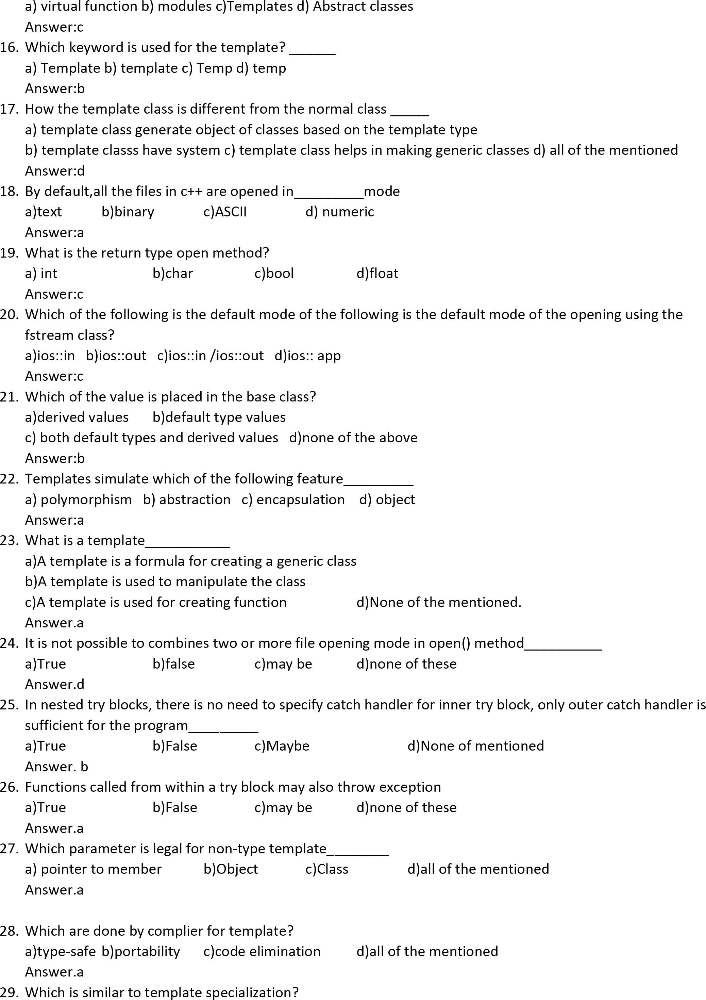 a) virtual function b) modules c)Templates d) Abstract classes
Answer:c
16. Which keyword is used for the template? ______
a) Template b) template c) Temp d) temp
Answer:b
17. How the template class is different from the normal class _____
a) template class generate object of classes based on the template type
b) template classs have system c) template class helps in making generic classes d) all of the mentioned
Answer:d
18. By default,all the files in c++ are opened in_________mode
a)text b)binary c)ASCII d) numeric
Answer:a
19. What is the return type open method?
a) int b)char c)bool d)float
Answer:c
20. Which of the following is the default mode of the following is the default mode of the opening using the
fstream class?
a)ios::in b)ios::out c)ios::in /ios::out d)ios:: app
Answer:c
21. Which of the value is placed in the base class?
a)derived values b)default type values
c) both default types and derived values d)none of the above
Answer:b
22. Templates simulate which of the following feature_________
a) polymorphism b) abstraction c) encapsulation d) object
Answer:a
23. What is a template___________
a)A template is a formula for creating a generic class
b)A template is used to manipulate the class
c)A template is used for creating function d)None of the mentioned.
Answer.a
24. It is not possible to combines two or more file opening mode in open() method__________
a)True b)false c)may be d)none of these
Answer.d
25. In nested try blocks, there is no need to specify catch handler for inner try block, only outer catch handler is
sufficient for the program_________
a)True b)False c)Maybe d)None of mentioned
Answer. b
26. Functions called from within a try block may also throw exception
a)True b)False c)may be d)none of these
Answer.a
27. Which parameter is legal for non-type template________
a) pointer to member b)Object c)Class d)all of the mentioned
Answer.a
28. Which are done by complier for template?
a)type-safe b)portability c)code elimination d)all of the mentioned
Answer.a
29. Which is similar to template specialization?